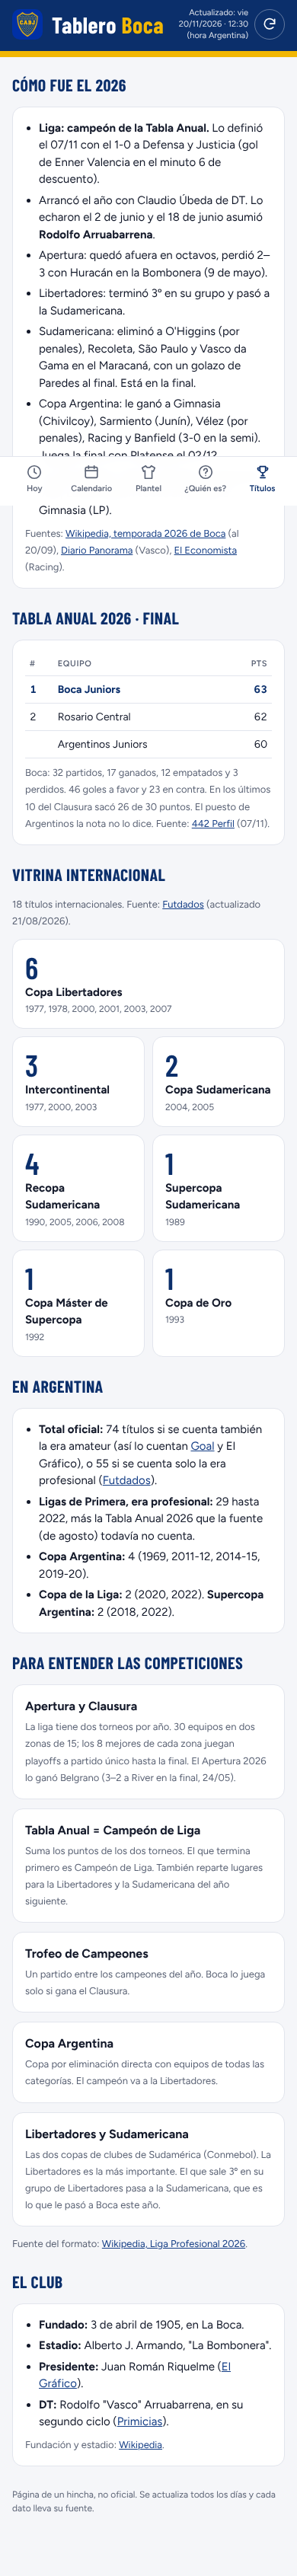 Tablero Boca
Actualizado: vie
20/11/2026 · 12:30
(hora Argentina)
CÓMO FUE EL 2026
• Liga: campeón de la Tabla Anual. Lo definió
el 07/11 con el 1-0 a Defensa y Justicia (gol
de Enner Valencia en el minuto 6 de
descuento).
• Arrancó el año con Claudio Úbeda de DT. Lo
echaron el 2 de junio y el 18 de junio asumió
Rodolfo Arruabarrena.
• Apertura: quedó afuera en octavos, perdió 2–
3 con Huracán en la Bombonera (9 de mayo).
• Libertadores: terminó 3º en su grupo y pasó a
la Sudamericana.
• Sudamericana: eliminó a O'Higgins (por
penales), Recoleta, São Paulo y Vasco da
Gama en el Maracaná, con un golazo de
Paredes al final. Está en la final.
• Copa Argentina: le ganó a Gimnasia
(Chivilcoy), Sarmiento (Junín), Vélez (por
penales), Racing y Banfield (3-0 en la semi).
Juega la final con Platense el 02/12.
Hoy
Calendario
Plantel
¿Quién es?
Títulos
Gimnasia (LP).
Fuentes: Wikipedia, temporada 2026 de Boca (al
20/09), Diario Panorama (Vasco), El Economista
(Racing).
TABLA ANUAL 2026 · FINAL
# EQUIPO PTS
1 Boca Juniors 63
2 Rosario Central 62
Argentinos Juniors 60
Boca: 32 partidos, 17 ganados, 12 empatados y 3
perdidos. 46 goles a favor y 23 en contra. En los últimos
10 del Clausura sacó 26 de 30 puntos. El puesto de
Argentinos la nota no lo dice. Fuente: 442 Perfil (07/11).
VITRINA INTERNACIONAL
18 títulos internacionales. Fuente: Futdados (actualizado
21/08/2026).
6
Copa Libertadores
1977, 1978, 2000, 2001, 2003, 2007
3
Intercontinental
1977, 2000, 2003
2
Copa Sudamericana
2004, 2005
4
Recopa
Sudamericana
1990, 2005, 2006, 2008
1
Supercopa
Sudamericana
1989
1
Copa Máster de
Supercopa
1992
1
Copa de Oro
1993
EN ARGENTINA
• Total oficial: 74 títulos si se cuenta también
la era amateur (así lo cuentan Goal y El
Gráfico), o 55 si se cuenta solo la era
profesional (Futdados).
• Ligas de Primera, era profesional: 29 hasta
2022, más la Tabla Anual 2026 que la fuente
(de agosto) todavía no cuenta.
• Copa Argentina: 4 (1969, 2011-12, 2014-15,
2019-20).
• Copa de la Liga: 2 (2020, 2022). Supercopa
Argentina: 2 (2018, 2022).
PARA ENTENDER LAS COMPETICIONES
Apertura y Clausura
La liga tiene dos torneos por año. 30 equipos en dos
zonas de 15; los 8 mejores de cada zona juegan
playoffs a partido único hasta la final. El Apertura 2026
lo ganó Belgrano (3–2 a River en la final, 24/05).
Tabla Anual = Campeón de Liga
Suma los puntos de los dos torneos. El que termina
primero es Campeón de Liga. También reparte lugares
para la Libertadores y la Sudamericana del año
siguiente.
Trofeo de Campeones
Un partido entre los campeones del año. Boca lo juega
solo si gana el Clausura.
Copa Argentina
Copa por eliminación directa con equipos de todas las
categorías. El campeón va a la Libertadores.
Libertadores y Sudamericana
Las dos copas de clubes de Sudamérica (Conmebol). La
Libertadores es la más importante. El que sale 3º en su
grupo de Libertadores pasa a la Sudamericana, que es
lo que le pasó a Boca este año.
Fuente del formato: Wikipedia, Liga Profesional 2026.
EL CLUB
• Fundado: 3 de abril de 1905, en La Boca.
• Estadio: Alberto J. Armando, "La Bombonera".
• Presidente: Juan Román Riquelme (El
Gráfico).
• DT: Rodolfo "Vasco" Arruabarrena, en su
segundo ciclo (Primicias).
Fundación y estadio: Wikipedia.
Página de un hincha, no oficial. Se actualiza todos los días y cada
dato lleva su fuente.